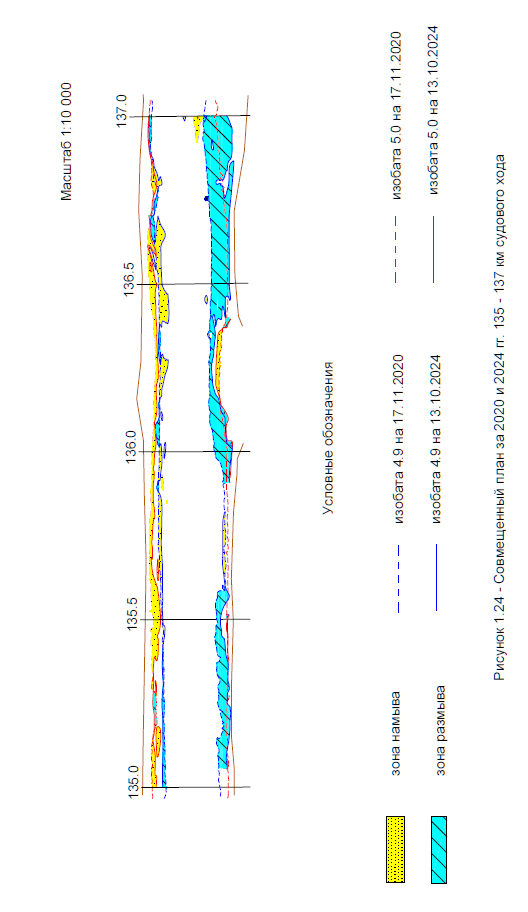 Масштаб 1:10 000
135.0
135.5
136.0
136.5
137.0
Условные обозначения
зона намыва
изобата 4.9 на 17.11.2020
изобата 5.0 на 17.11.2020
зона размыва
изобата 4.9 на 13.10.2024
изобата 5.0 на 13.10.2024
Рисунок 1.24 - Совмещенный план за 2020 и 2024 гг. 135 - 137 км судового хода